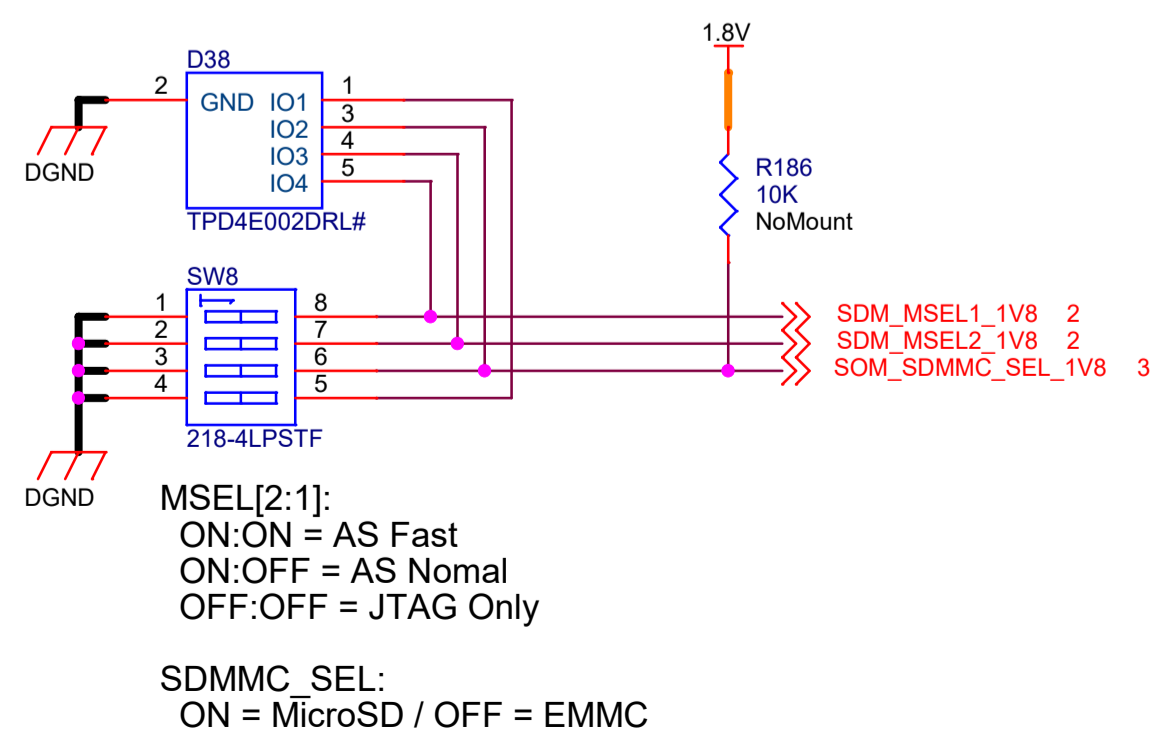 1.8V
D38
2 GND IO1 1
IO2 3
IO3 4
IO4 5
DGND
TPD4E002DRL#
R186
10K
NoMount
SW8
1 8 SDM_MSEL1_1V8 2
2 7 SDM_MSEL2_1V8 2
3 6 SOM_SDMMC_SEL_1V8 3
4 5
218-4LPSTF
DGND
MSEL[2:1]:
ON:ON = AS Fast
ON:OFF = AS Nomal
OFF:OFF = JTAG Only
SDMMC_SEL:
ON = MicroSD / OFF = EMMC